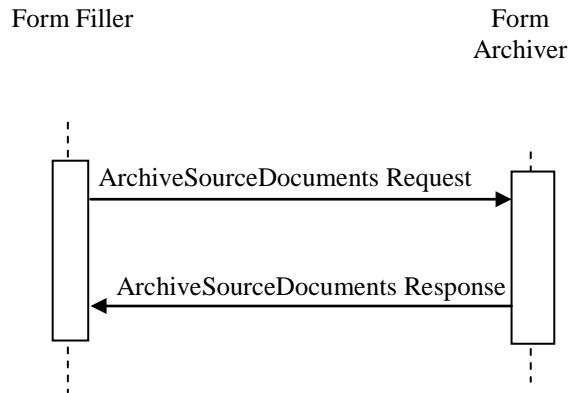 Form Filler
Form
Archiver
ArchiveSourceDocuments Request
ArchiveSourceDocuments Response